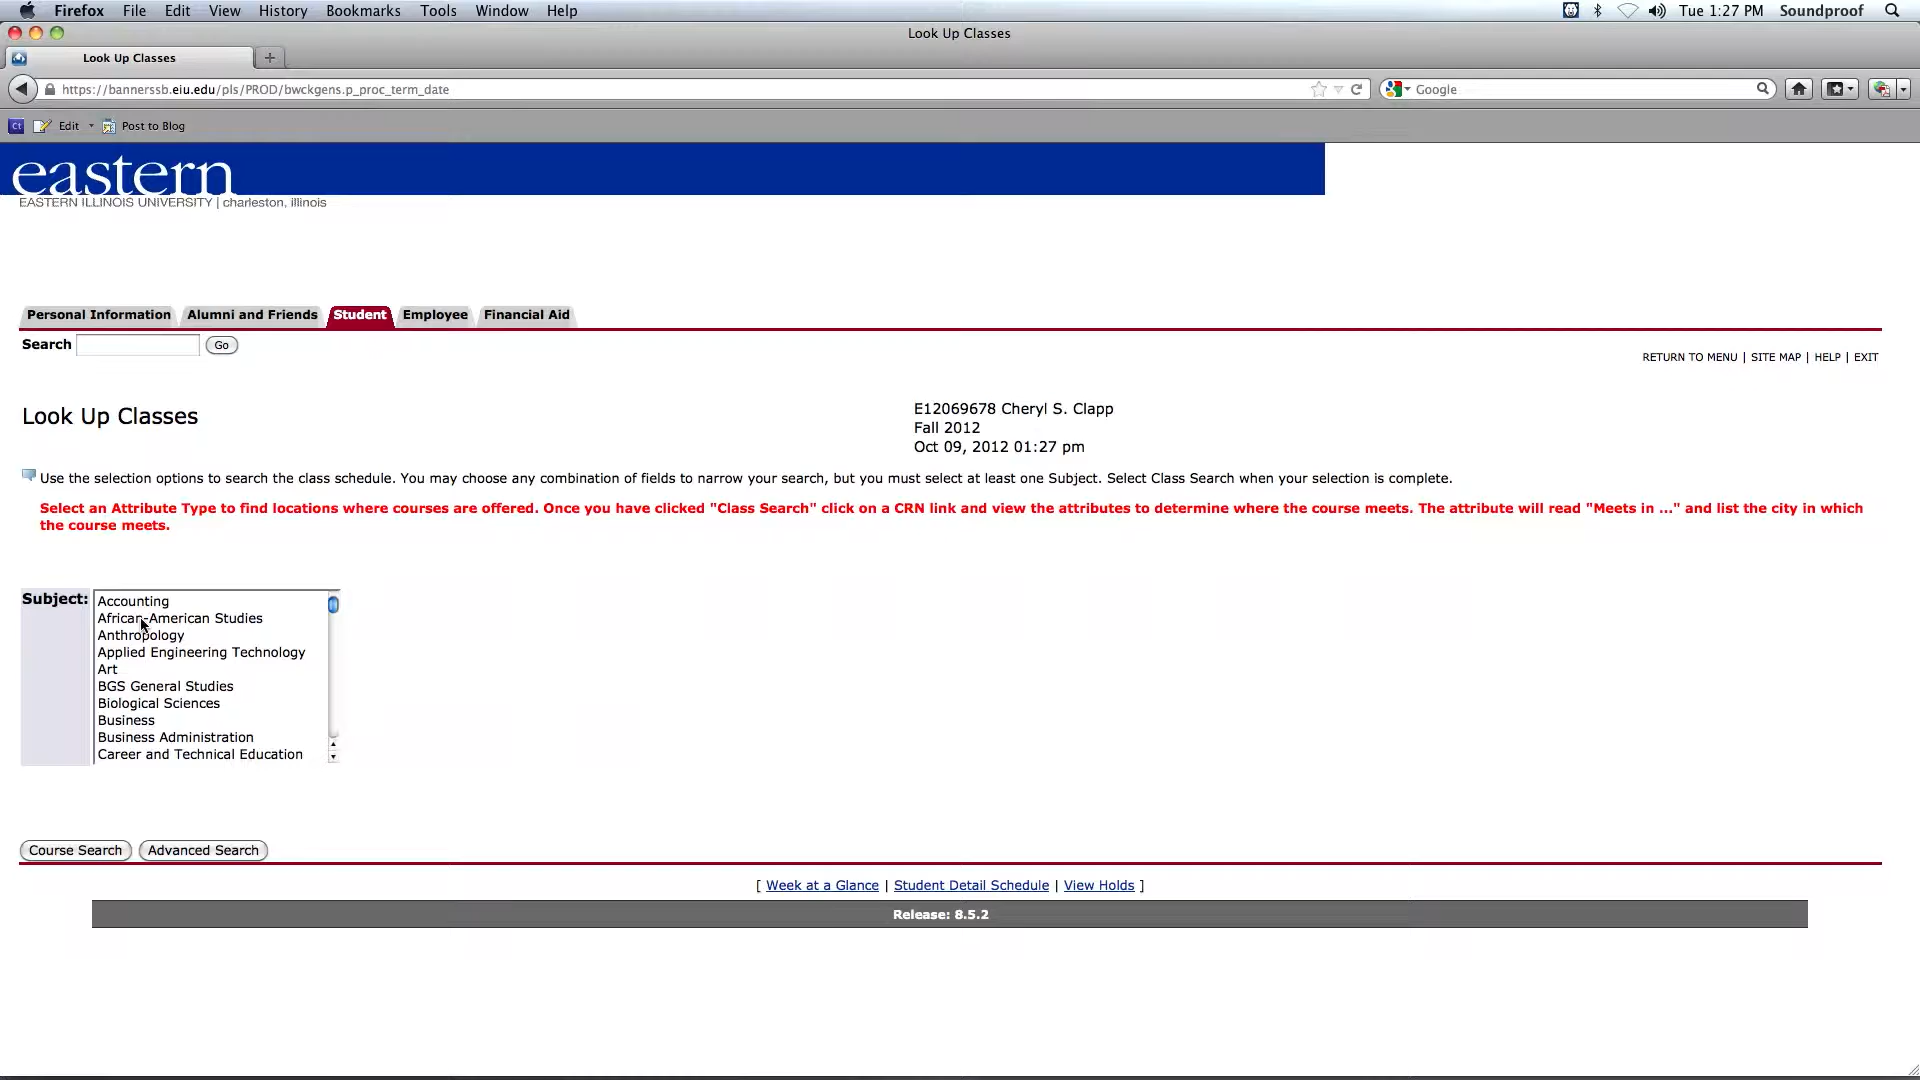 Firefox File Edit View History Bookmarks Tools Window Help Tue 1:27 PM Soundproof
Look Up Classes
Look Up Classes
https://bannerssb.eiu.edu/pls/PROD/bwckgens.p_proc_term_date Google
Ct Edit Post to Blog
eastern
EASTERN ILLINOIS UNIVERSITY | charleston, illinois
Personal Information Alumni and Friends Student Employee Financial Aid
Search Go
RETURN TO MENU | SITE MAP | HELP | EXIT
Look Up Classes
E12069678 Cheryl S. Clapp
Fall 2012
Oct 09, 2012 01:27 pm
Use the selection options to search the class schedule. You may choose any combination of fields to narrow your search, but you must select at least one Subject. Select Class Search when your selection is complete.
Select an Attribute Type to find locations where courses are offered. Once you have clicked "Class Search" click on a CRN link and view the attributes to determine where the course meets. The attribute will read "Meets in ..." and list the city in which
the course meets.
Subject: Accounting
African-American Studies
Anthropology
Applied Engineering Technology
Art
BGS General Studies
Biological Sciences
Business
Business Administration
Career and Technical Education
Course Search Advanced Search
[ Week at a Glance | Student Detail Schedule | View Holds ]
Release: 8.5.2